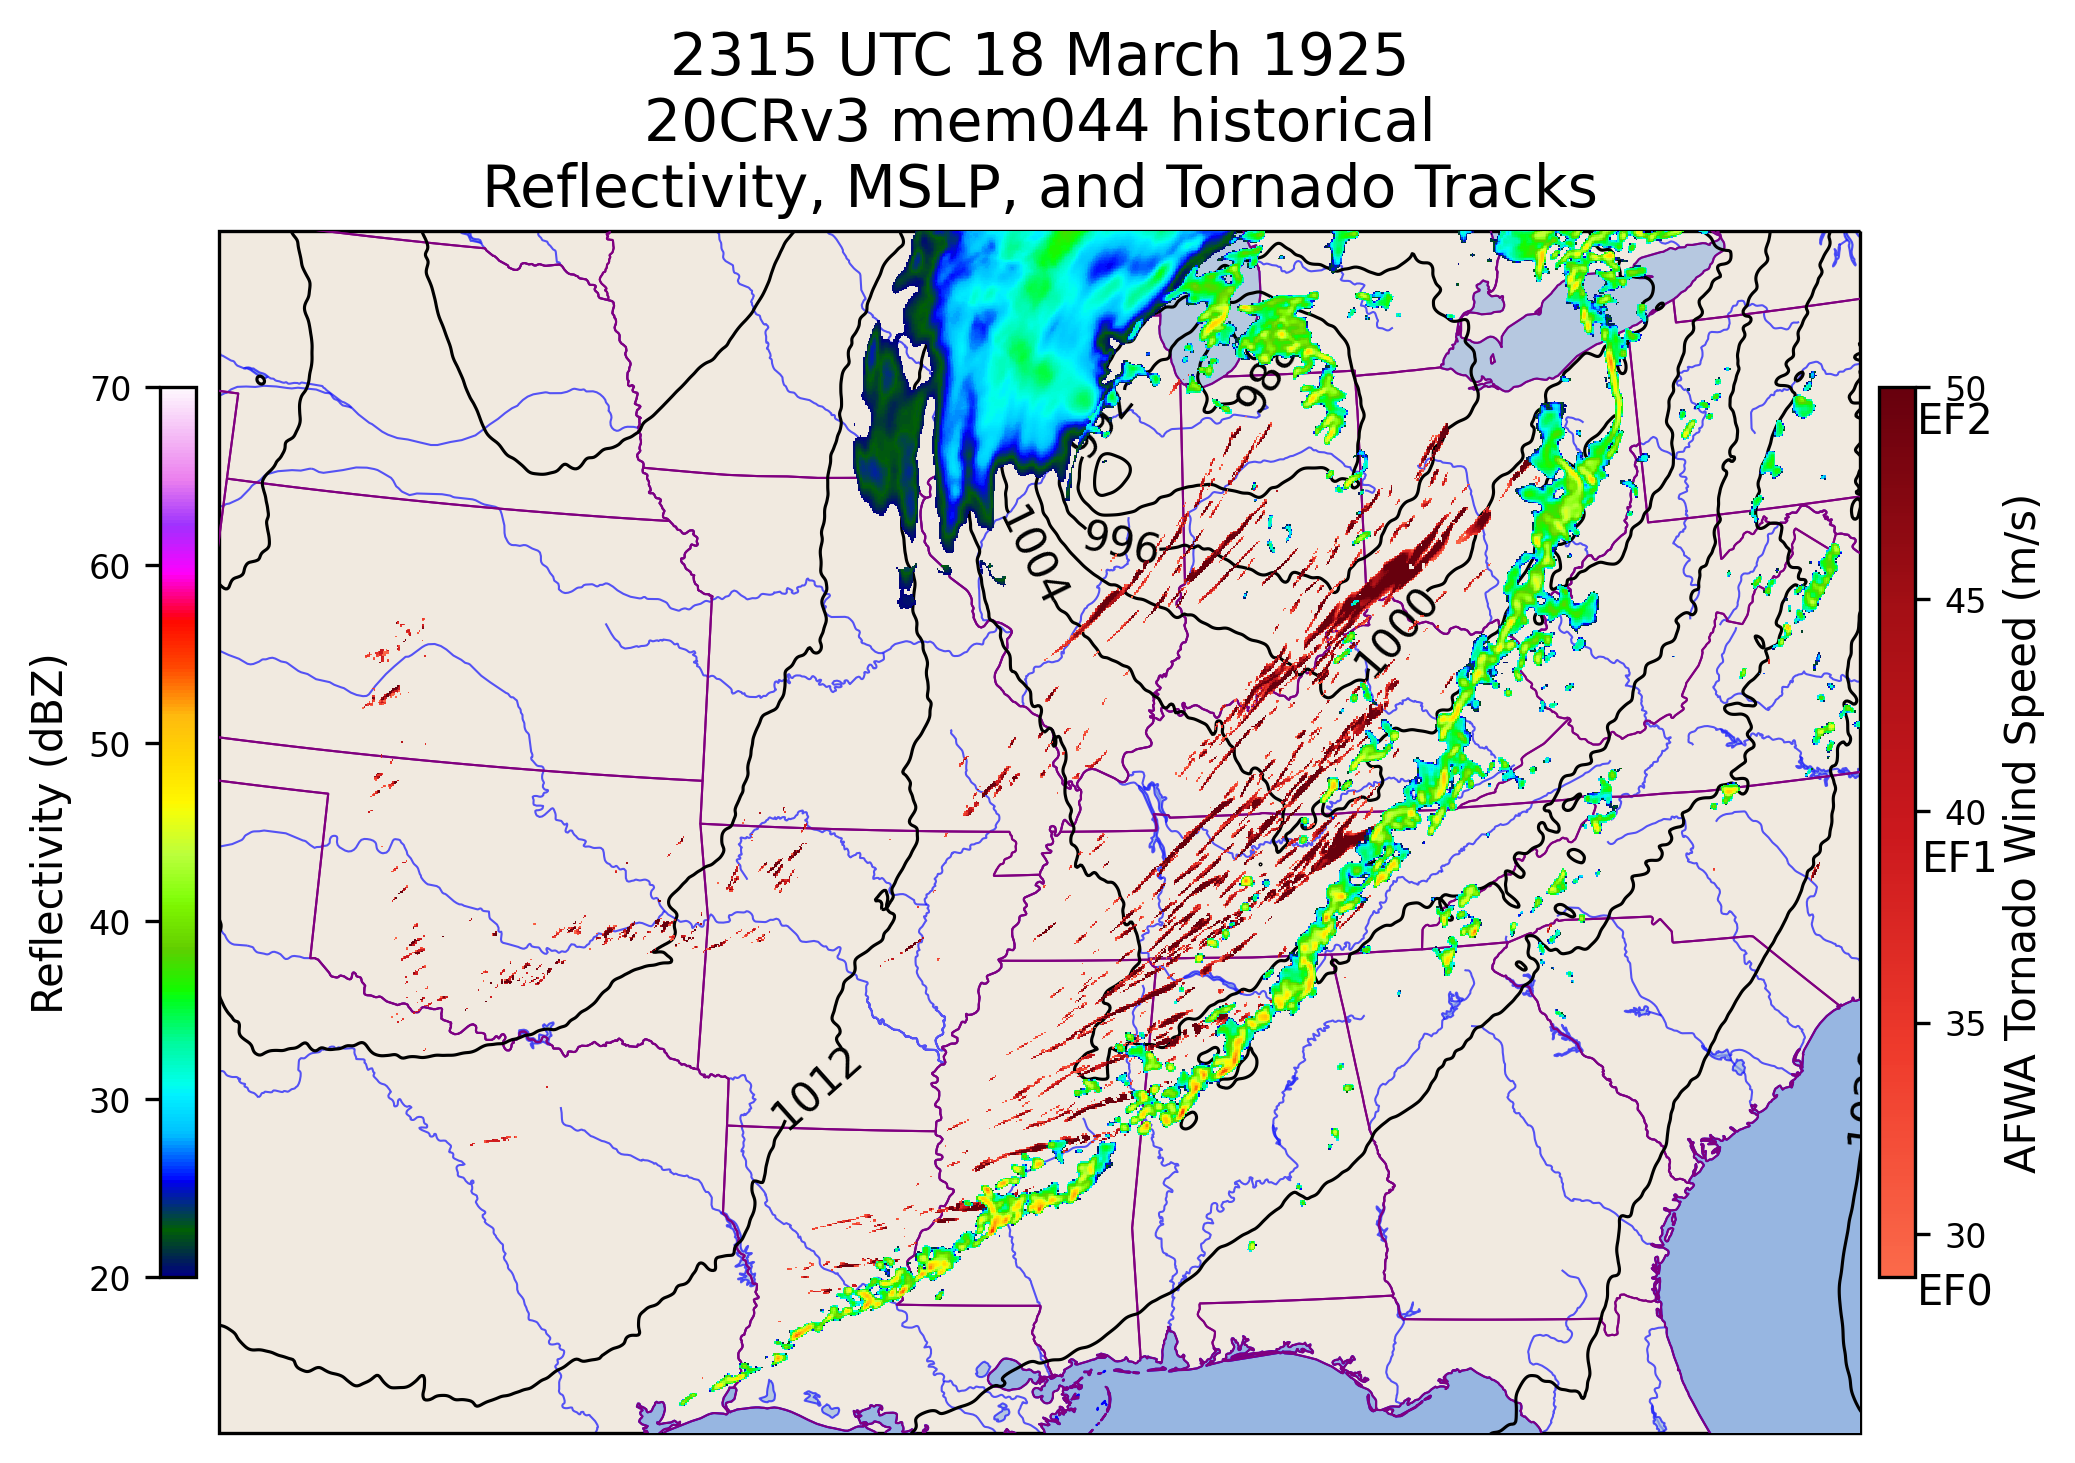 2315 UTC 18 March 1925
20CRv3 mem044 historical
Reflectivity, MSLP, and Tornado Tracks
70
60
50
40
30
20
Reflectivity (dBZ)
988
996
1004
1000
1012
50
EF2
45
40
EF1
35
30
EF0
AFWA Tornado Wind Speed (m/s)